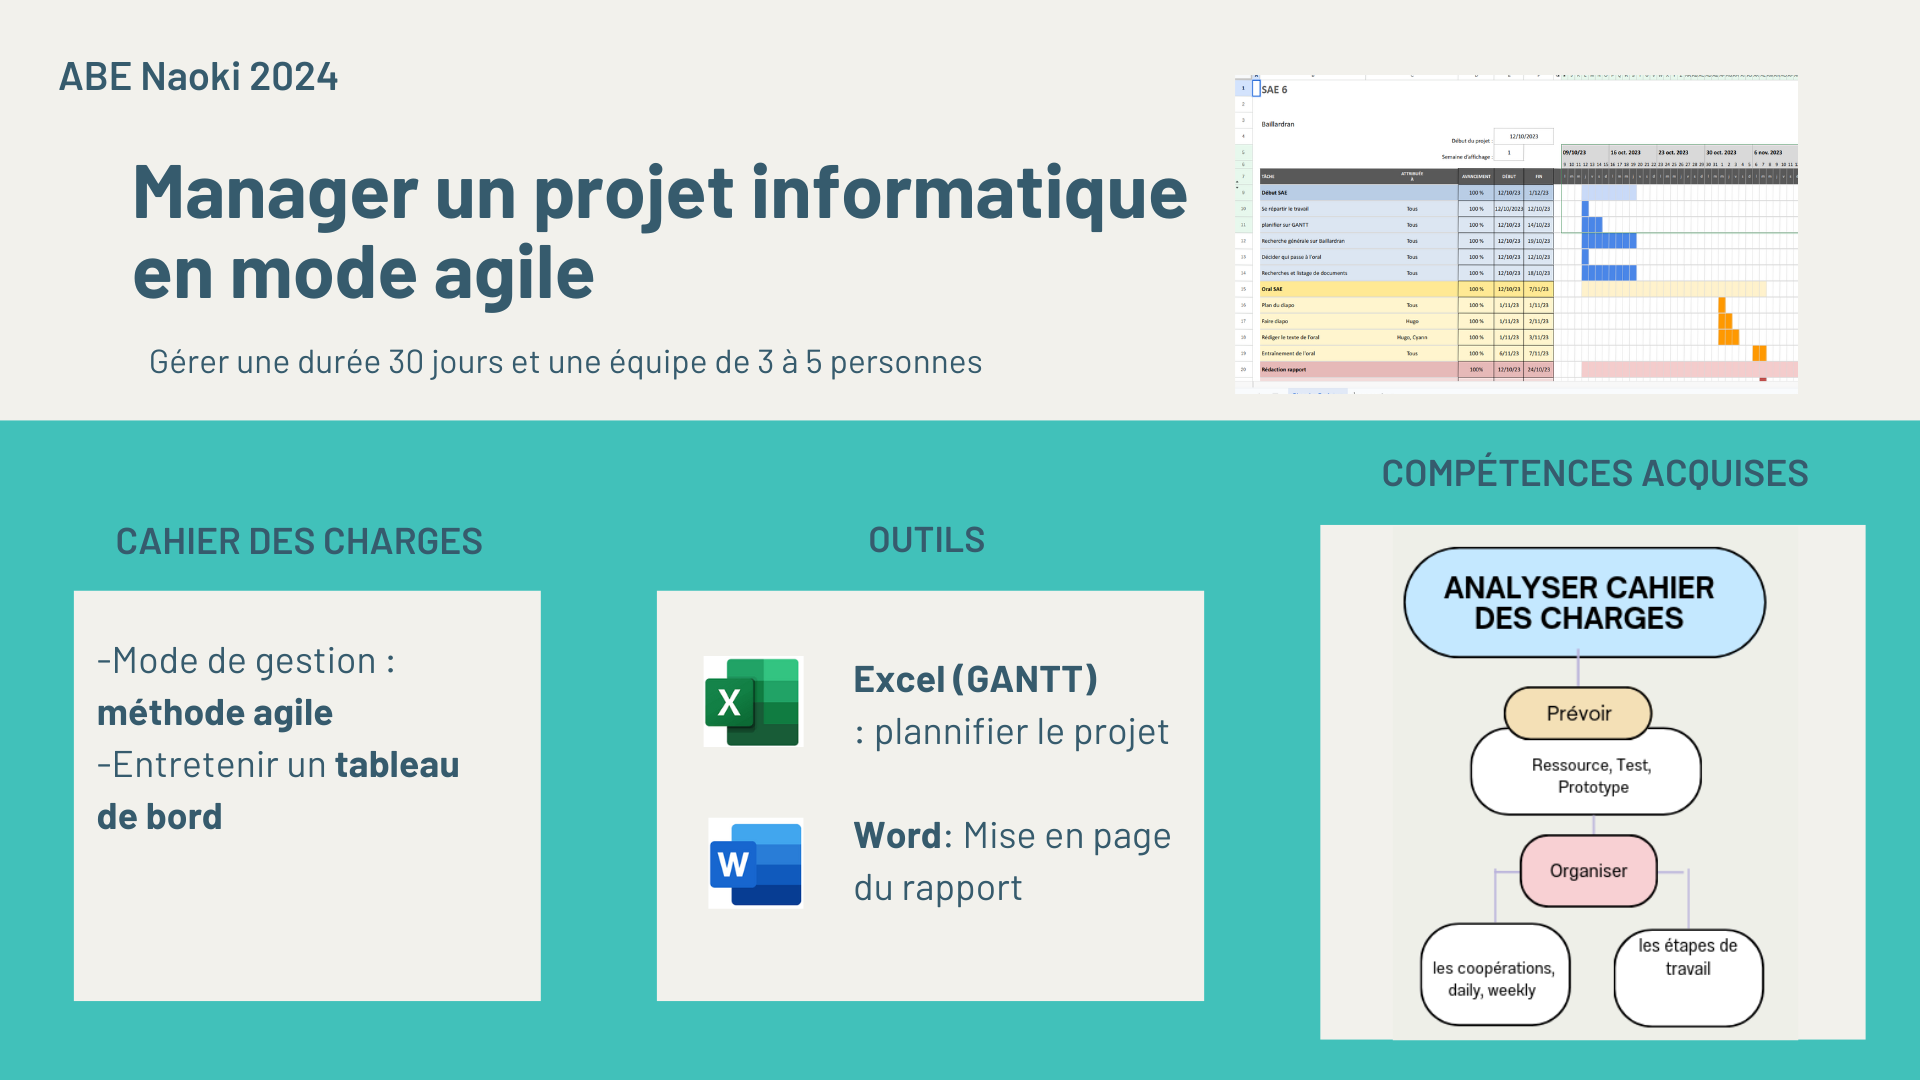 ABE Naoki 2024
Manager un projet informatique
en mode agile
Gérer une durée 30 jours et une équipe de 3 à 5 personnes
SAE 6
Baillardran
Début du projet : 12/10/2023
Semaine d'affichage : 1
09/10/23 16 oct. 2023 23 oct. 2023 30 oct. 2023 6 nov. 2023
TÂCHE ATTRIBUÉE À AVANCEMENT DÉBUT FIN
Début SAE 100 % 12/10/23 1/12/23
Se répartir le travail Tous 100 % 12/10/2023 12/10/23
planifier sur GANTT Tous 100 % 12/10/23 14/10/23
Recherche générale sur Baillardran Tous 100 % 12/10/23 19/10/23
Décider qui passe à l'oral Tous 100 % 12/10/23 12/10/23
Recherches et listage de documents Tous 100 % 12/10/23 18/10/23
Oral SAE 100 % 12/10/23 7/11/23
Plan du diapo Tous 100 % 1/11/23 1/11/23
Faire diapo Hugo 100 % 1/11/23 2/11/23
Rédiger le texte de l'oral Hugo, 100 % 1/11/23 3/11/23
Entraînement de l'oral Tous 100 % 6/11/23 7/11/23
Rédaction rapport 100% 12/10/23 24/10/23
CAHIER DES CHARGES
-Mode de gestion :
méthode agile
-Entretenir un tableau
de bord
OUTILS
X
Excel (GANTT)
: plannifier le projet
W
Word: Mise en page
du rapport
COMPÉTENCES ACQUISES
ANALYSER CAHIER
DES CHARGES
Prévoir
Ressource, Test,
Prototype
Organiser
les coopérations,
daily, weekly
les étapes de
travail